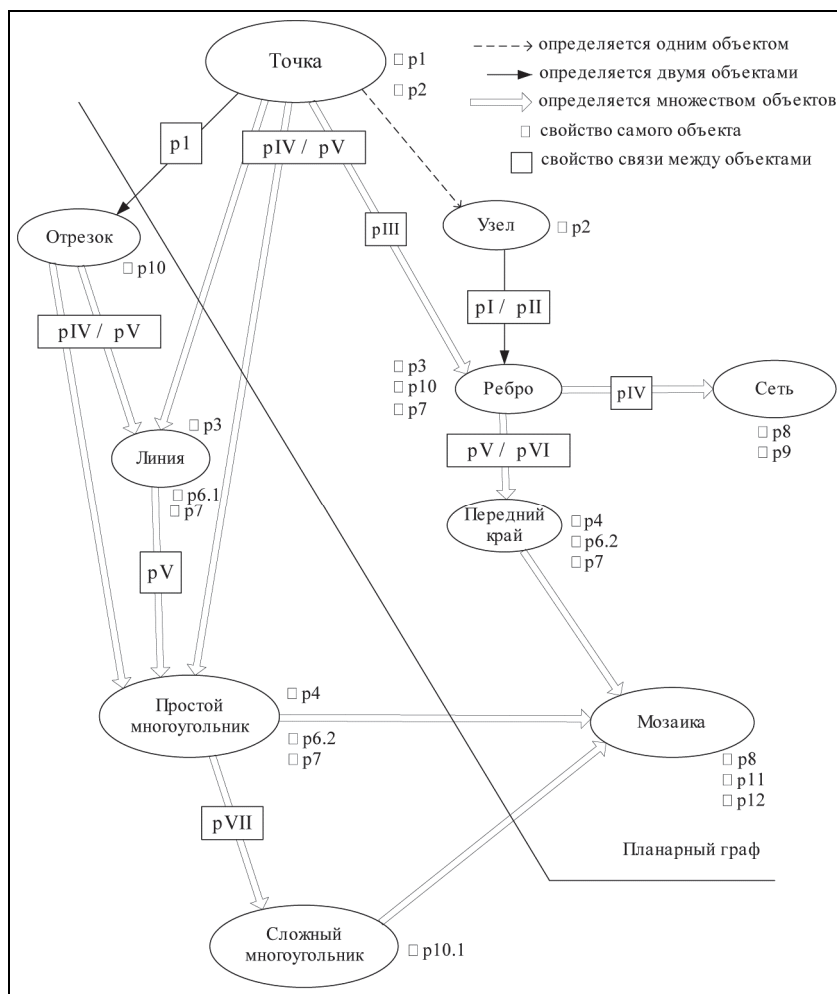 Точка
p1
p2
определяется одним объектом
определяется двумя объектами
определяется множеством объектов
свойство самого объекта
свойство связи между объектами
p1
pIV / pV
Отрезок
p10
pIII
Узел
p2
pIV / pV
pI / pII
p3
p10
p7
Ребро
pIV
Сеть
p8
p9
p3
Линия
p6.1
p7
pV / pVI
Передний
край
p4
p6.2
p7
pV
Простой
многоугольник
p4
p6.2
p7
Мозаика
p8
p11
p12
pVII
Планарный граф
Сложный
многоугольник
p10.1